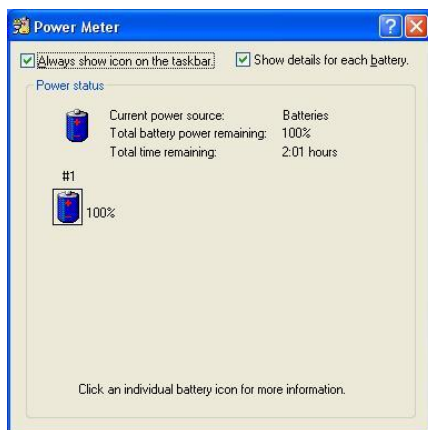 Power Meter
Always show icon on the taskbar.
Show details for each battery.
Power status
Current power source: Batteries
Total battery power remaining: 100%
Total time remaining: 2:01 hours
#1
100%
Click an individual battery icon for more information.